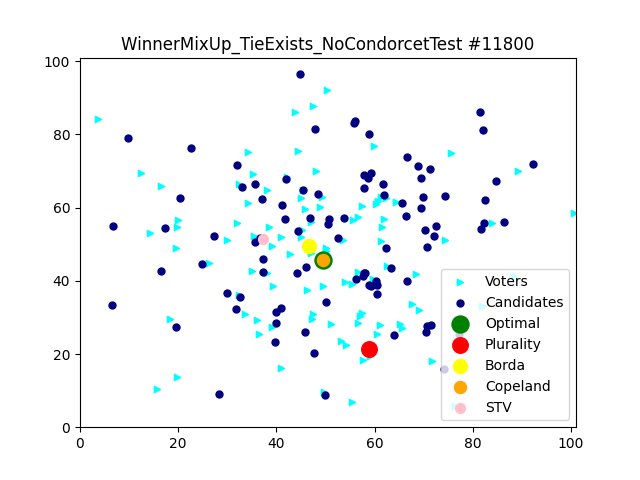 WinnerMixUp_TieExists_NoCondorcetTest #11800
100
80
60
40
20
0
0
20
40
60
80
100
Voters
Candidates
Optimal
Plurality
Borda
Copeland
STV